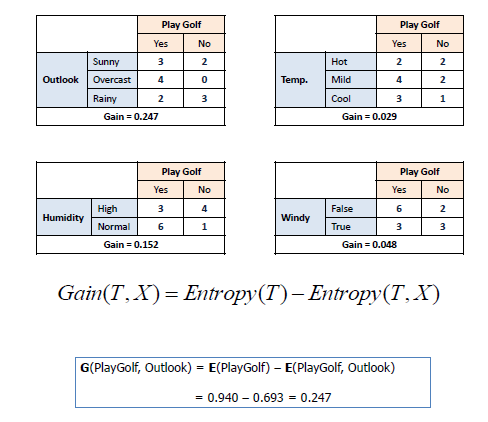 Play Golf
Yes No
Outlook Sunny 3 2
Overcast 4 0
Rainy 2 3
Gain = 0.247
Play Golf
Yes No
Temp. Hot 2 2
Mild 4 2
Cool 3 1
Gain = 0.029
Play Golf
Yes No
Humidity High 3 4
Normal 6 1
Gain = 0.152
Play Golf
Yes No
Windy False 6 2
True 3 3
Gain = 0.048
Gain(T, X) = Entropy(T) – Entropy(T, X)
G(PlayGolf, Outlook) = E(PlayGolf) – E(PlayGolf, Outlook)
= 0.940 – 0.693 = 0.247